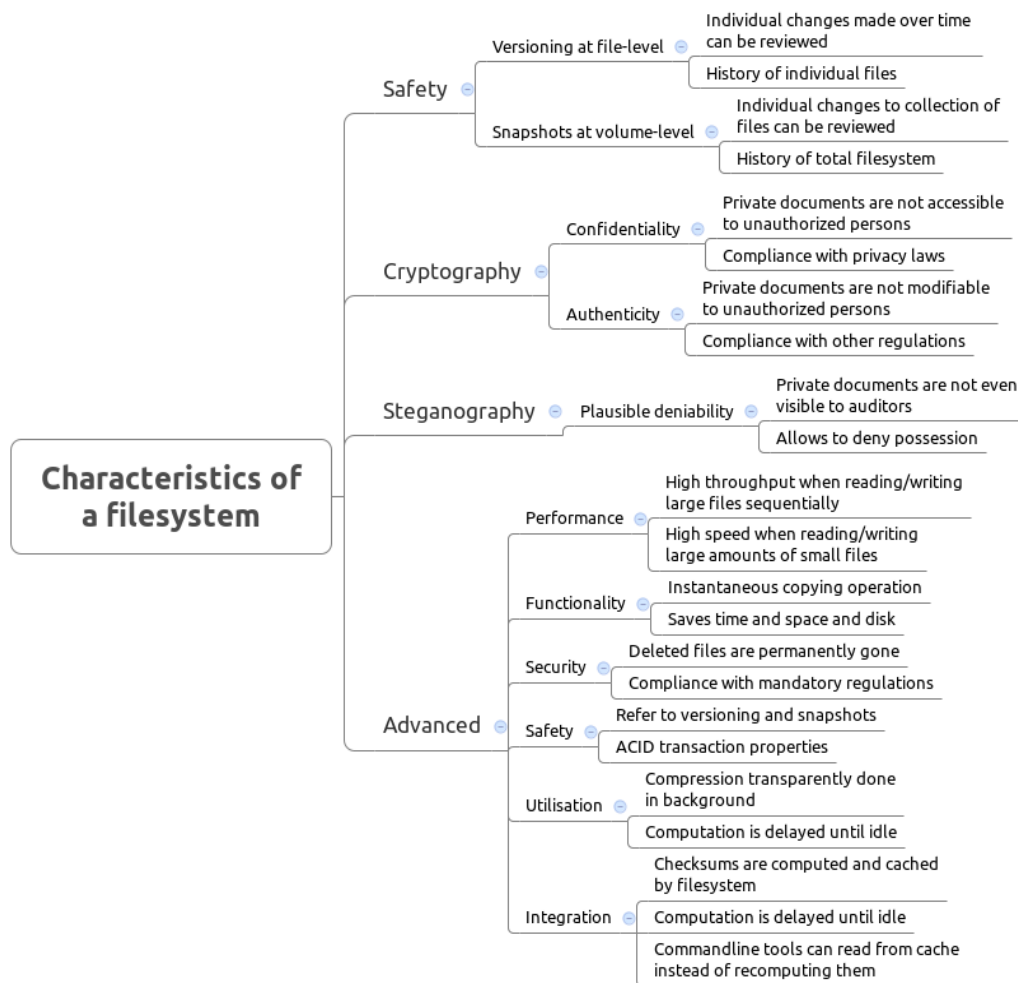 Characteristics of
a filesystem
Safety
Versioning at file-level
Individual changes made over time
can be reviewed
History of individual files
Snapshots at volume-level
Individual changes to collection of
files can be reviewed
History of total filesystem
Cryptography
Confidentiality
Private documents are not accessible
to unauthorized persons
Compliance with privacy laws
Authenticity
Private documents are not modifiable
to unauthorized persons
Compliance with other regulations
Steganography
Plausible deniability
Private documents are not even
visible to auditors
Allows to deny possession
Advanced
Performance
High throughput when reading/writing
large files sequentially
High speed when reading/writing
large amounts of small files
Functionality
Instantaneous copying operation
Saves time and space and disk
Security
Deleted files are permanently gone
Compliance with mandatory regulations
Safety
Refer to versioning and snapshots
ACID transaction properties
Utilisation
Compression transparently done
in background
Computation is delayed until idle
Integration
Checksums are computed and cached
by filesystem
Computation is delayed until idle
Commandline tools can read from cache
instead of recomputing them